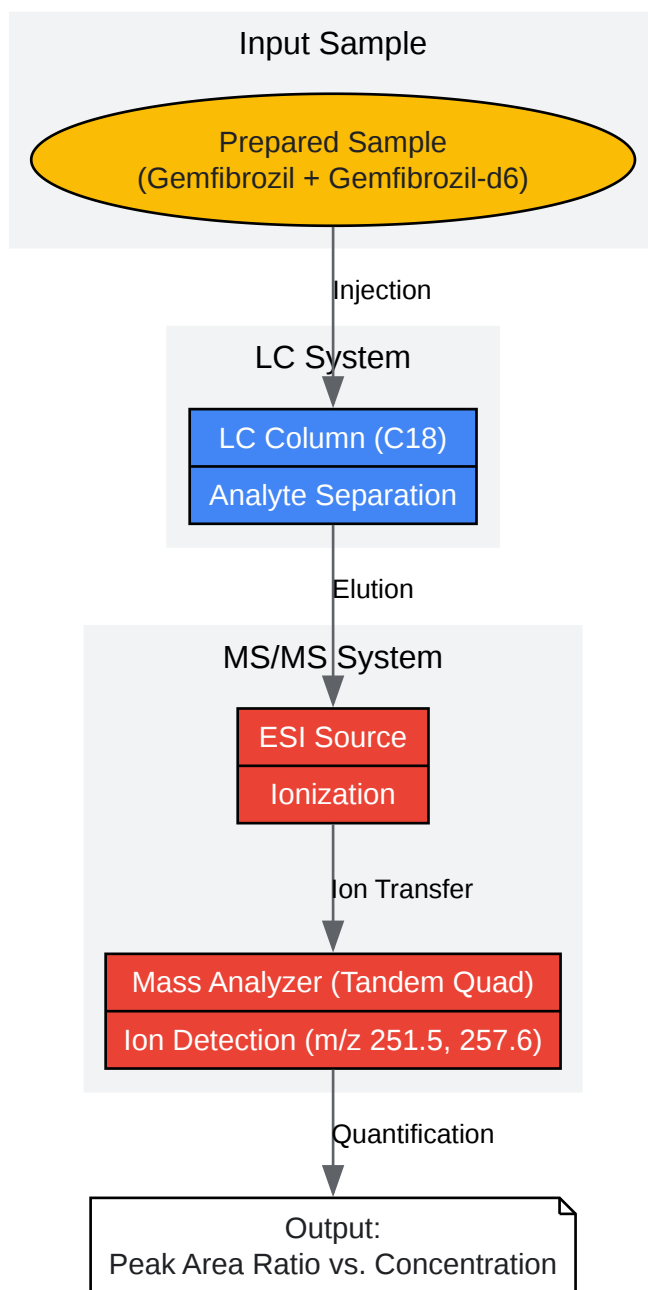 Input Sample
Prepared Sample
(Gemfibrozil + Gemfibrozil-d6)
Injection
LC System
LC Column (C18)
Analyte Separation
Elution
MS/MS System
ESI Source
Ionization
Ion Transfer
Mass Analyzer (Tandem Quad)
Ion Detection (m/z 251.5, 257.6)
Quantification
Output:
Peak Area Ratio vs. Concentration